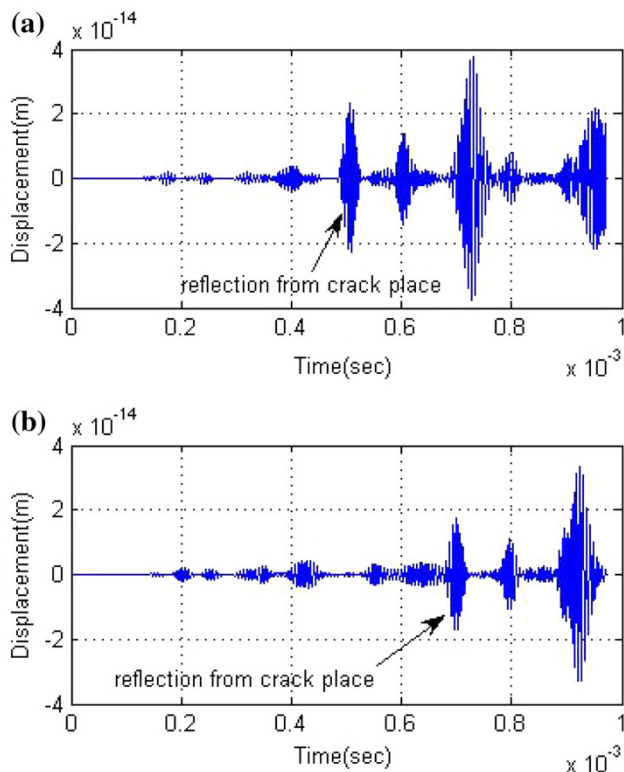 (a)
x 10-14
4
2
0
-2
-4
Displacement(m)
reflection from crack place
0
0.2
0.4
0.6
0.8
1
Time(sec)
x 10-3
(b)
x 10-14
4
2
0
-2
-4
Displacement(m)
reflection from crack place
0
0.2
0.4
0.6
0.8
1
Time(sec)
x 10-3